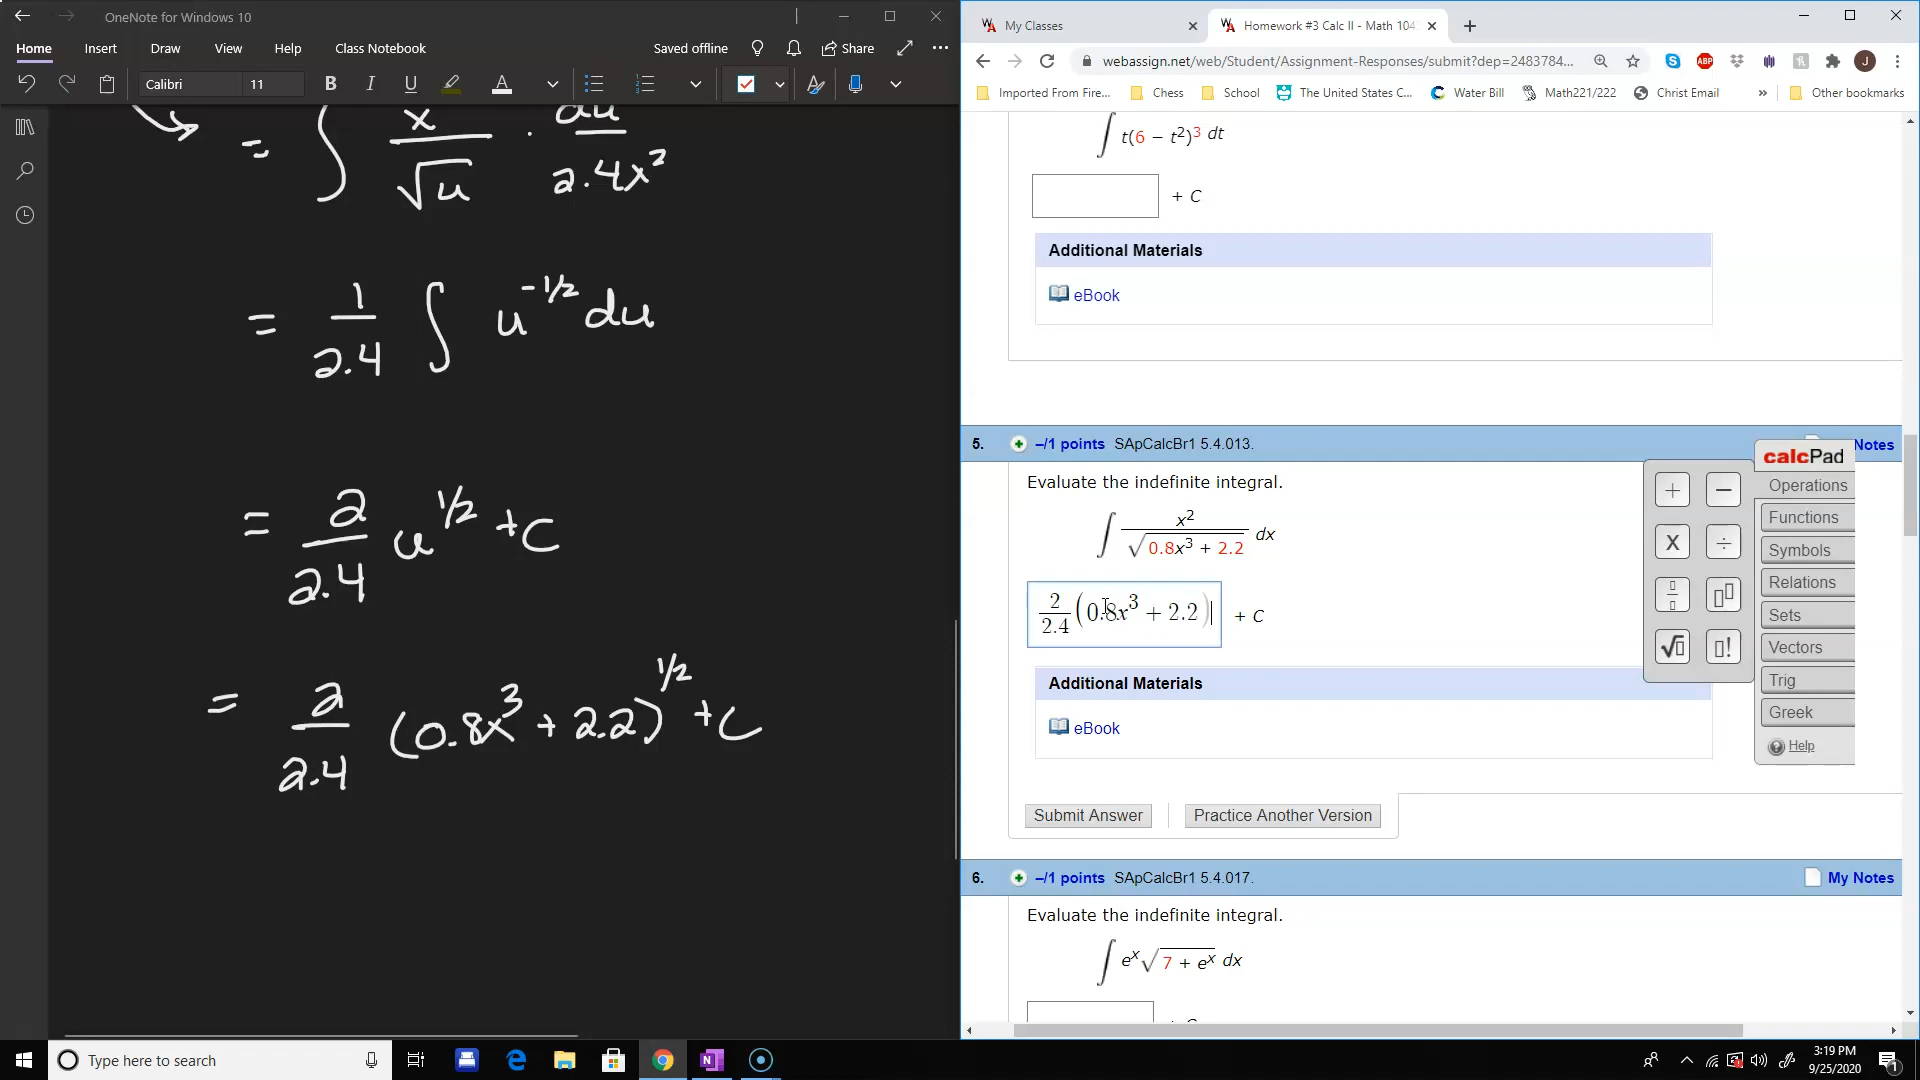 OneNote for Windows 10
Home Insert Draw View Help Class Notebook Saved offline Share
Calibri 11 B I U A
= ∫ x/√u · du/2.4x²
= 1/2.4 ∫ u^-1/2 du
= 2/2.4 u^1/2 + C
= 2/2.4 (0.8x³ + 2.2)^1/2 + C
My Classes
Homework #3 Calc II - Math 104
webassign.net/web/Student/Assignment-Responses/submit?dep=2483784...
ABP
J
Imported From Fire... Chess School The United States C... Water Bill Math221/222 Christ Email » Other bookmarks
∫ t(6 − t²)³ dt
+ C
Additional Materials
eBook
5. –/1 points SApCalcBr1 5.4.013. Notes
Evaluate the indefinite integral.
∫ x²/√(0.8x³ + 2.2) dx
2/2.4 (0.8x³ + 2.2) + C
Additional Materials
eBook
Submit Answer Practice Another Version
calcPad
Operations
Functions
Symbols
Relations
Sets
Vectors
Trig
Greek
Help
+ −
X ÷
√▯ ▯!
6. –/1 points SApCalcBr1 5.4.017. My Notes
Evaluate the indefinite integral.
∫ eˣ√(7 + eˣ) dx
Type here to search
3:19 PM
9/25/2020
1